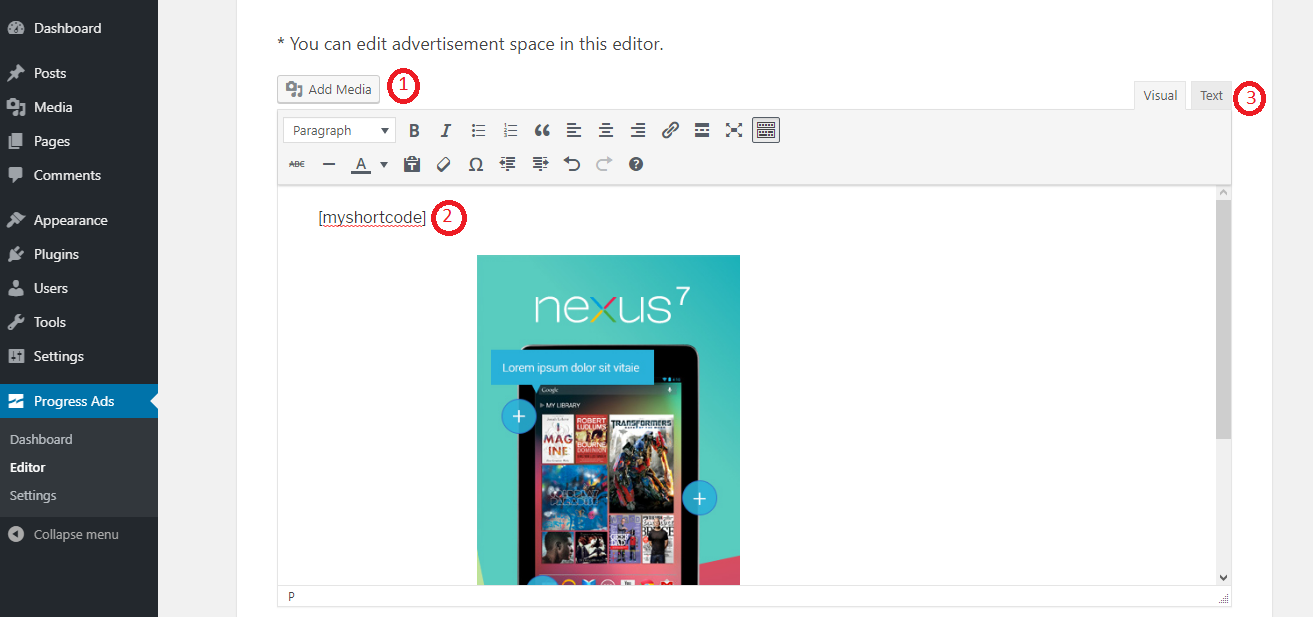 Dashboard
Posts
Media
Pages
Comments
Appearance
Plugins
Users
Tools
Settings
Progress Ads
Dashboard
Editor
Settings
Collapse menu
* You can edit advertisement space in this editor.
Add Media
1
Visual
Text
3
Paragraph
B I
ABC
A
Ω
?
[myshortcode]
2
nexus 7
Lorem ipsum dolor sit vitaie
Google
MY LIBRARY
MAG
INE
ROBERT
LUDLUM'S
BOURNE
DOMINION
TRANSFORMERS
P